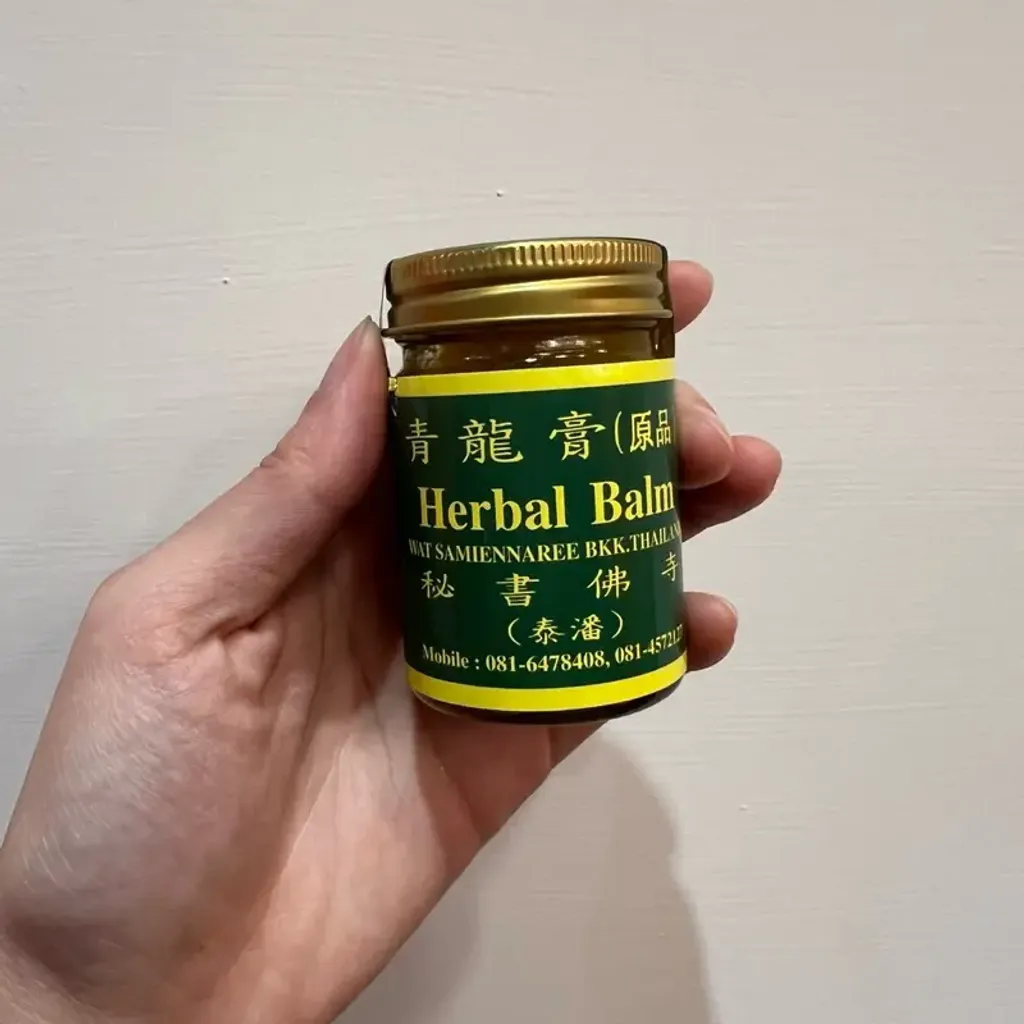 青龍膏(原品
Herbal Balm
WAT SAMIENNAREE BKK.THAILAND
秘書佛寺
(泰潘)
Mobile : 081-6478408, 081-457212